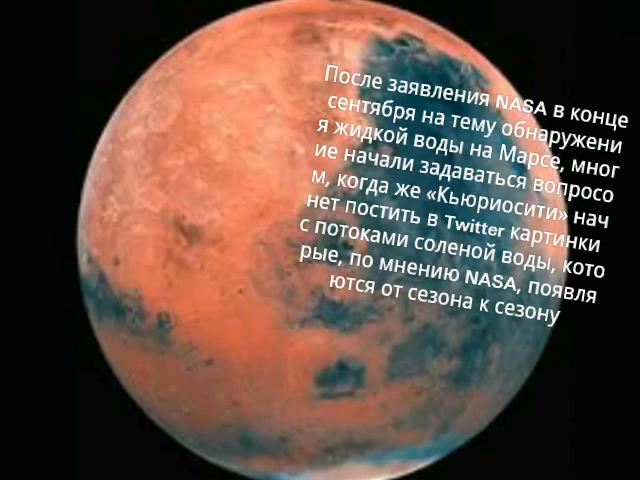 После заявления NASA в конце
сентября на тему обнаружени
я жидкой воды на Марсе, мног
ие начали задаваться вопросо
м, когда же «Кьюриосити» нач
нет постить в Twitter картинки
с потоками соленой воды, кото
рые, по мнению NASA, появля
ются от сезона к сезону